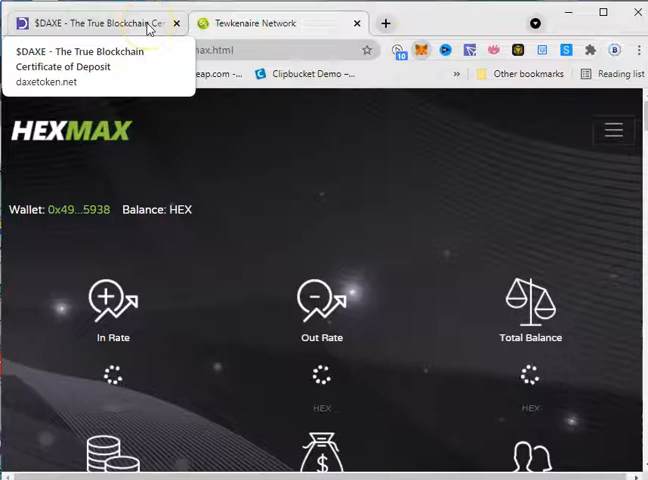 $DAXE - The True Blockchain Cer
Tewkenaire Network
$DAXE - The True Blockchain
Certificate of Deposit
daxetoken.net
max.html
10
eap.com -...
Clipbucket Demo –...
»
Other bookmarks
Reading list
HEXMAX
Wallet: 0x49...5938 Balance: HEX
In Rate
Out Rate
Total Balance
HEX
HEX